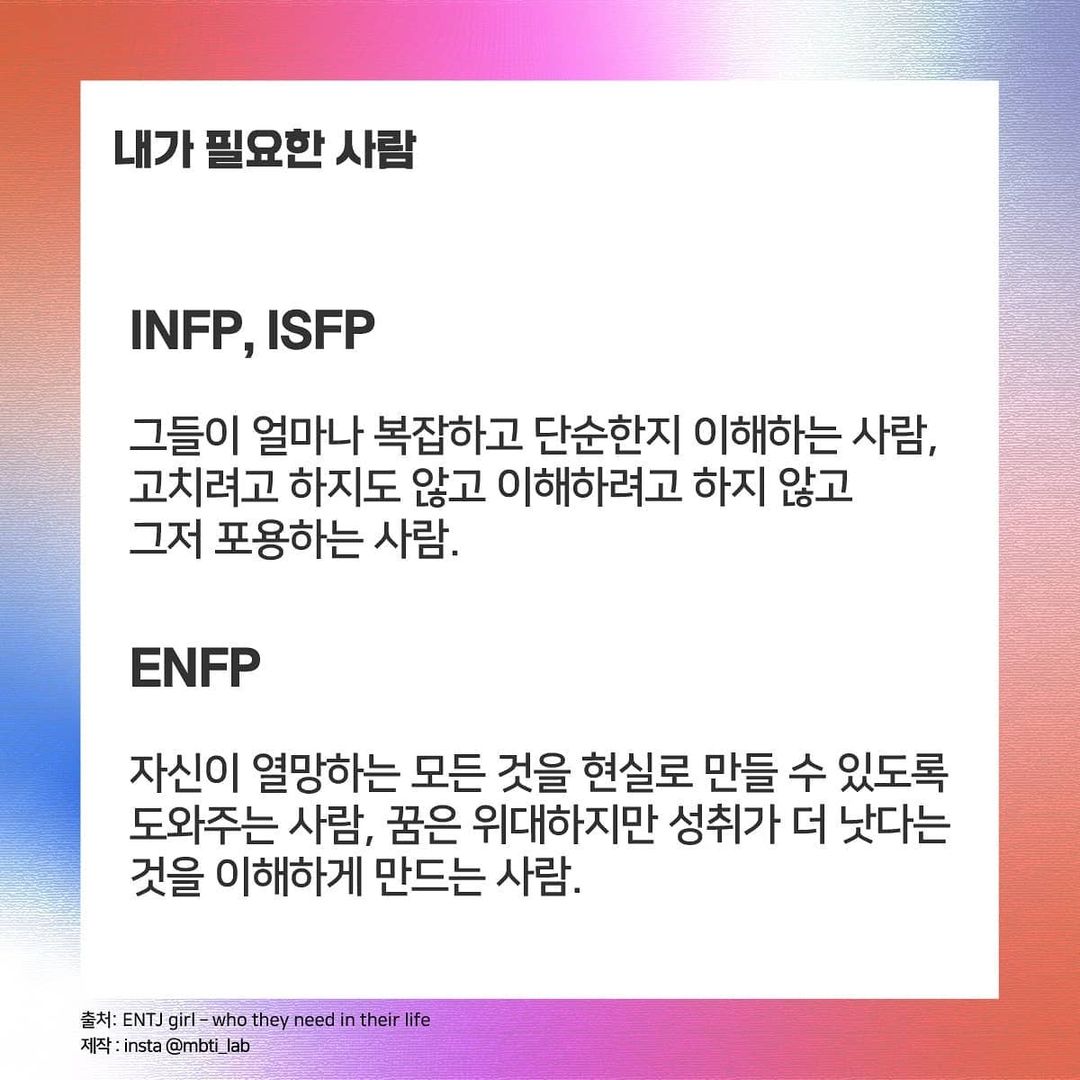 내가 필요한 사람
INFP, ISFP
그들이 얼마나 복잡하고 단순한지 이해하는 사람,
고치려고 하지도 않고 이해하려고 하지 않고
그저 포용하는 사람.
ENFP
자신이 열망하는 모든 것을 현실로 만들 수 있도록
도와주는 사람, 꿈은 위대하지만 성취가 더 낫다는
것을 이해하게 만드는 사람.
출처: ENTJ girl - who they need in their life
제작 : insta @mbti_lab